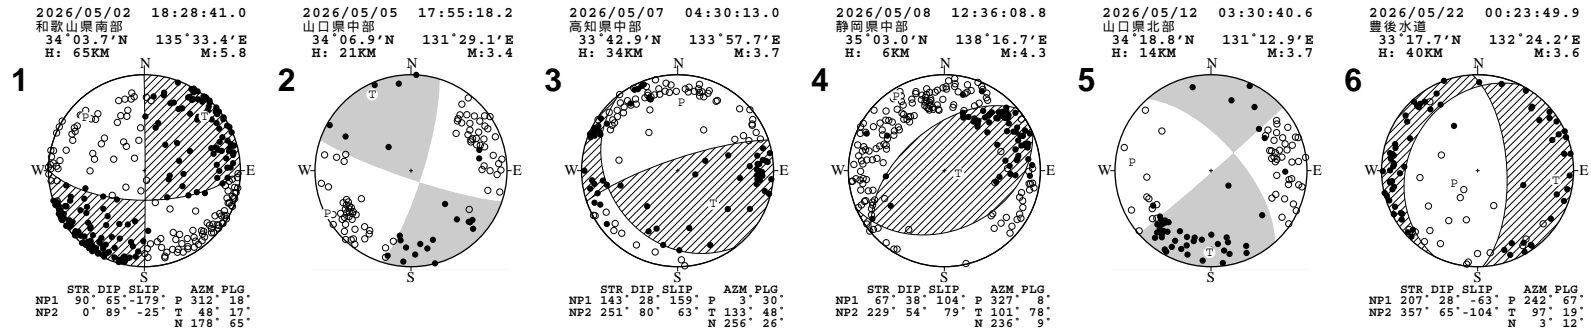 2026/05/02 18:28:41.0
和歌山県南部
34°03.7'N 135°33.4'E
H: 65KM M:5.8
1
N
P
T
W
E
S
STR DIP SLIP AZM PLG
NP1 90° 65°-179° P 312° 18°
NP2 0° 89° -25° T 48° 17°
N 178° 65°
2026/05/05 17:55:18.2
山口県中部
34°06.9'N 131°29.1'E
H: 21KM M:3.4
2
N
T
W
E
P
S
2026/05/07 04:30:13.0
高知県中部
33°42.9'N 133°57.7'E
H: 34KM M:3.7
3
N
P
W
E
T
S
STR DIP SLIP AZM PLG
NP1 143° 28° 159° P 3° 30°
NP2 251° 80° 63° T 133° 48°
N 256° 26°
2026/05/08 12:36:08.8
静岡県中部
35°03.0'N 138°16.7'E
H: 6KM M:4.3
4
N
P
W
E
T
S
STR DIP SLIP AZM PLG
NP1 67° 38° 104° P 327° 8°
NP2 229° 54° 79° T 101° 78°
N 236° 9°
2026/05/12 03:30:40.6
山口県北部
34°18.8'N 131°12.9'E
H: 14KM M:3.7
5
N
P
W
E
T
S
2026/05/22 00:23:49.9
豊後水道
33°17.7'N 132°24.2'E
H: 40KM M:3.6
6
N
W
E
P
T
S
STR DIP SLIP AZM PLG
NP1 207° 28° -63° P 242° 67°
NP2 357° 65°-104° T 97° 19°
N 3° 12°